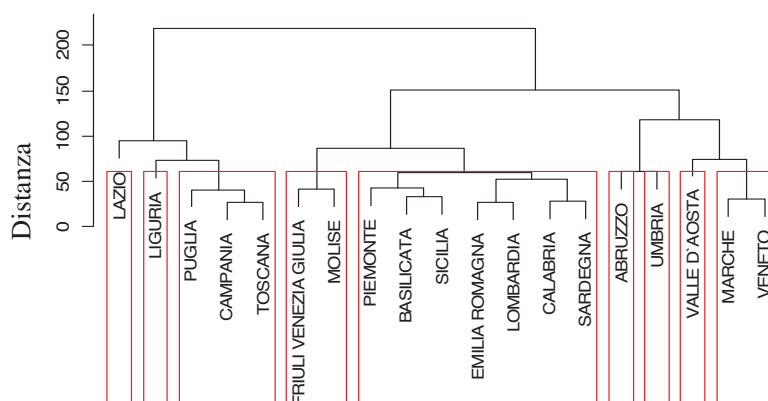 Distanza
0
50
100
150
200
LAZIO
LIGURIA
PUGLIA
CAMPANIA
TOSCANA
FRIULI VENEZIA GIULIA
MOLISE
PIEMONTE
BASILICATA
SICILIA
EMILIA ROMAGNA
LOMBARDIA
CALABRIA
SARDEGNA
ABRUZZO
UMBRIA
VALLE D`AOSTA
MARCHE
VENETO